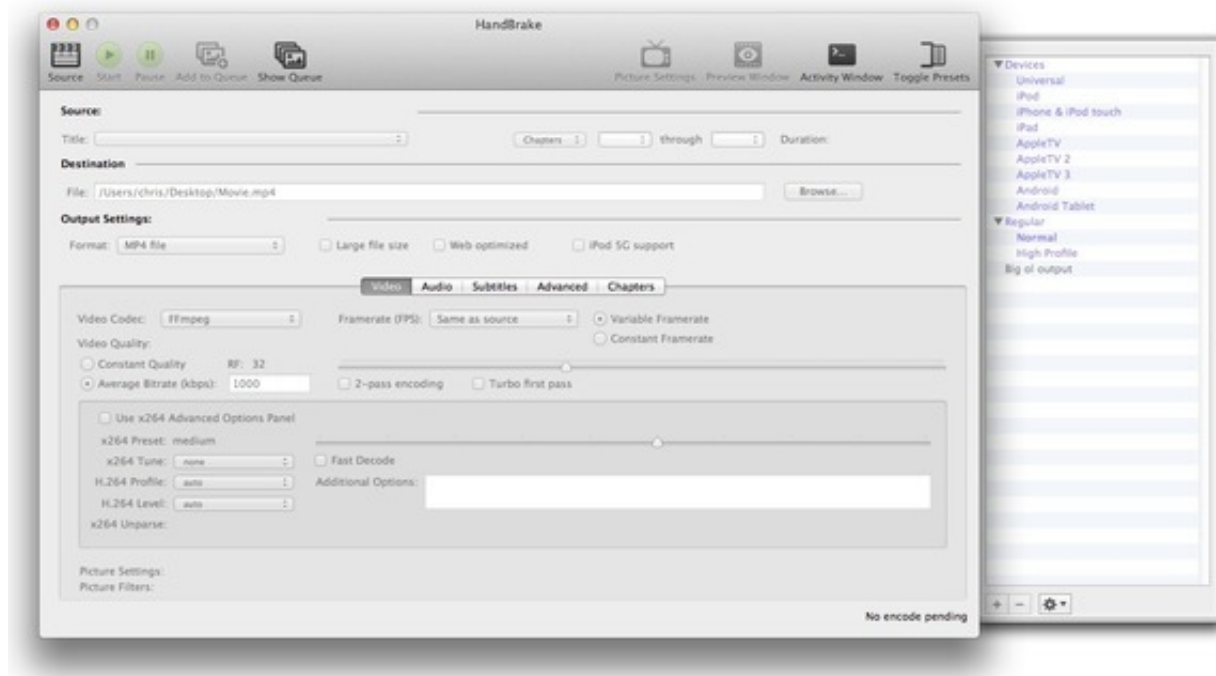 HandBrake
Source Start Pause Add to Queue Show Queue Picture Settings Preview Window Activity Window Toggle Presets
Source:
Title: Chapters through Duration:
Destination
File: /Users/chris/Desktop/Movie.mp4 Browse...
Output Settings:
Format: MP4 file Large file size Web optimized iPod 5G support
Video Audio Subtitles Advanced Chapters
Video Codec: FFmpeg Framerate (FPS): Same as source Variable Framerate
Constant Framerate
Video Quality:
Constant Quality RF: 32
Average Bitrate (kbps): 1000 2-pass encoding Turbo first pass
Use x264 Advanced Options Panel
x264 Preset: medium
x264 Tune: none Fast Decode
H.264 Profile: auto Additional Options:
H.264 Level: auto
x264 Unparse:
Picture Settings:
Picture Filters:
No encode pending
Devices
Universal
iPod
iPhone & iPod touch
iPad
AppleTV
AppleTV 2
AppleTV 3
Android
Android Tablet
Regular
Normal
High Profile
Big ol output